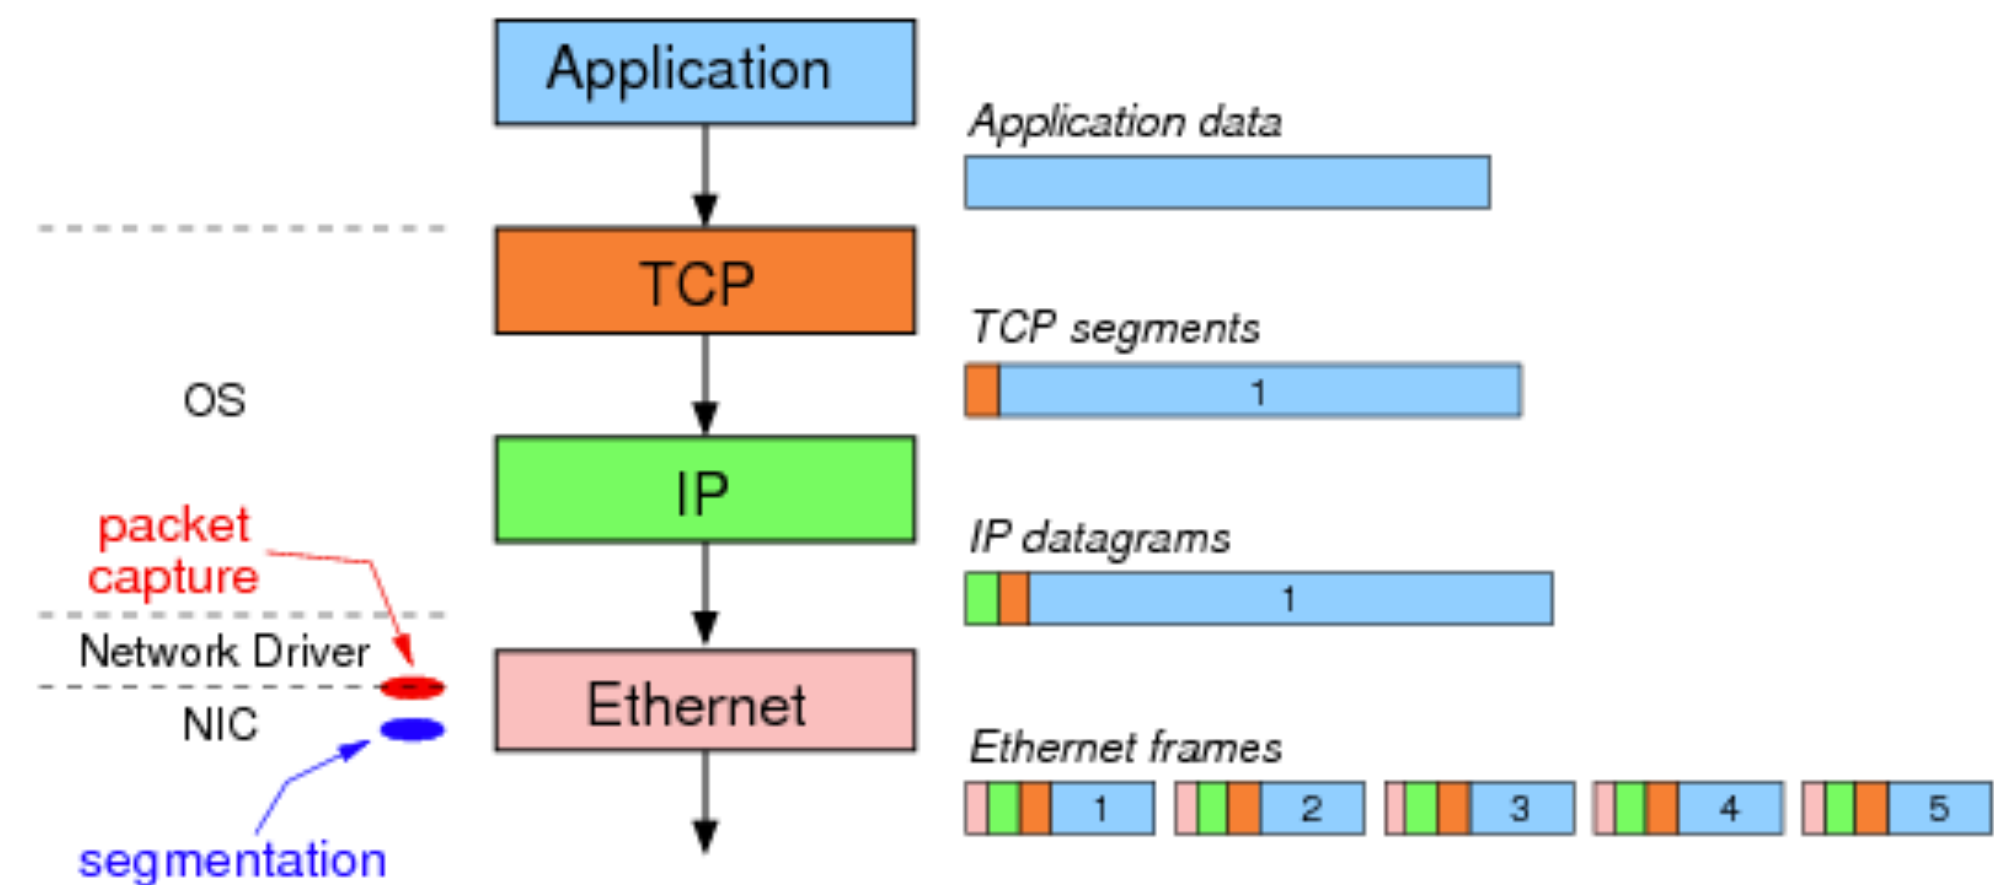 Application
Application data
TCP
TCP segments
1
OS
IP
packet
capture
IP datagrams
1
Network Driver
NIC
Ethernet
Ethernet frames
1
2
3
4
5
segmentation